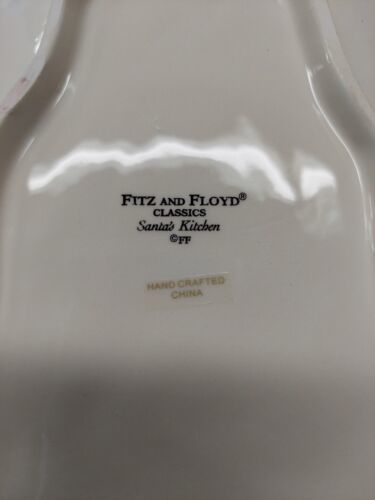 FITZ AND FLOYD®
CLASSICS
Santa's Kitchen
©FF
HAND CRAFTED
CHINA